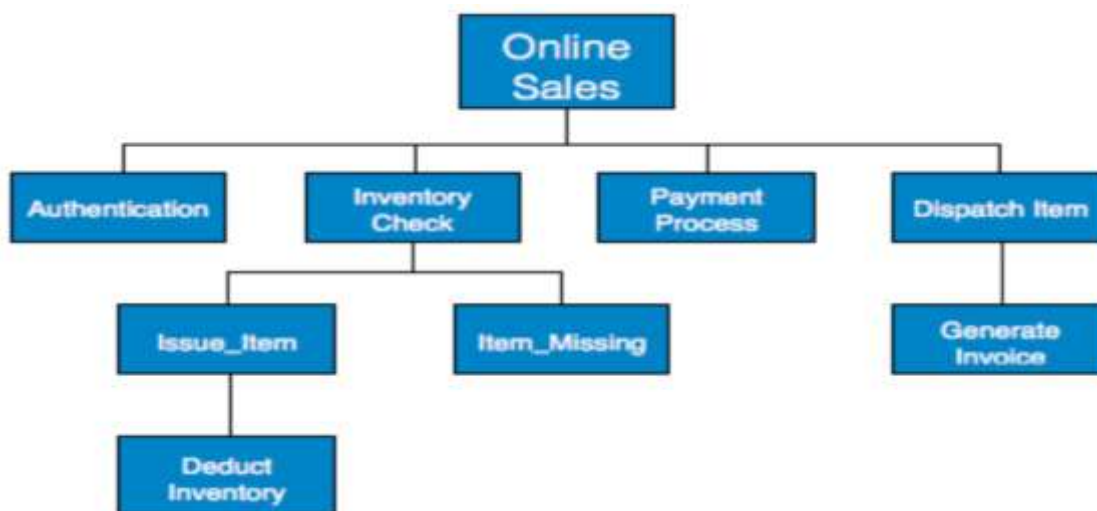 Online
Sales
Authentication
Inventory
Check
Payment
Process
Dispatch Item
Issue_Item
Item_Missing
Generate
Invoice
Deduct
Inventory